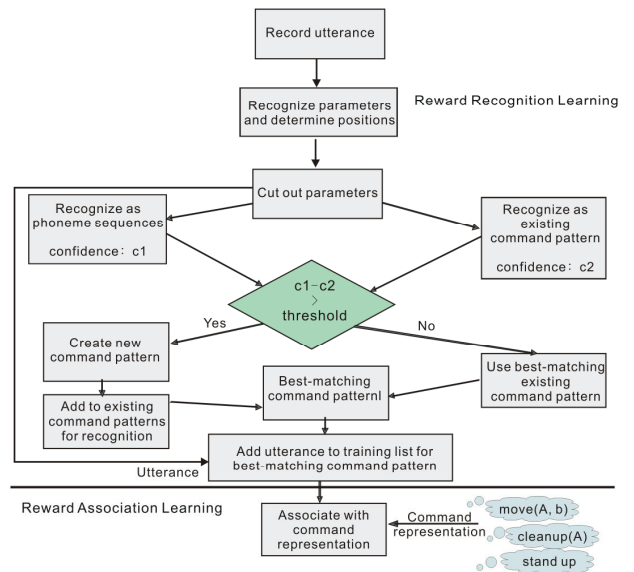 Record utterance
Recognize parameters
and determine positions
Reward Recognition Learning
Cut out parameters
Recognize as
phoneme sequences
confidence: c1
Recognize as
existing
command pattern
confidence: c2
c1-c2
>
threshold
Yes
No
Create new
command pattern
Use best-matching
existing
command pattern
Best-matching
command patternl
Add to existing
command patterns
for recognition
Add utterance to training list for
best-matching command pattern
Utterance
Reward Association Learning
Associate with
command
representation
Command
representation
move(A, b)
cleanup(A)
stand up